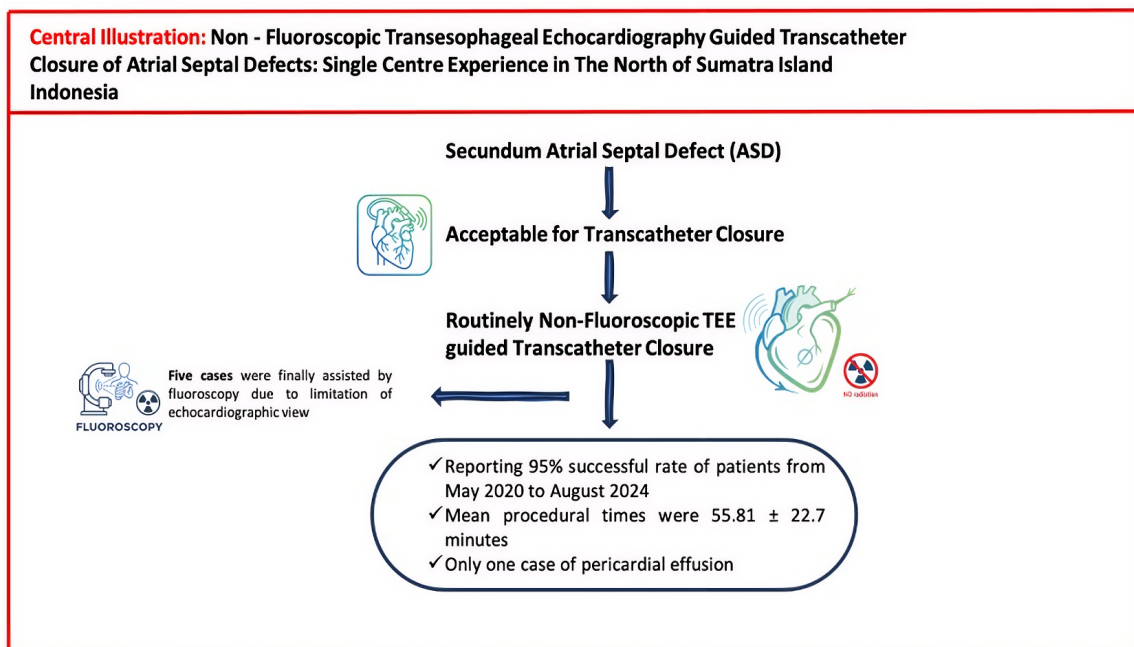 Central Illustration: Non - Fluoroscopic Transesophageal Echocardiography Guided Transcatheter
Closure of Atrial Septal Defects: Single Centre Experience in The North of Sumatra Island
Indonesia
Secundum Atrial Septal Defect (ASD)
Acceptable for Transcatheter Closure
Routinely Non-Fluoroscopic TEE
guided Transcatheter Closure
NO radiation
Five cases were finally assisted by
fluoroscopy due to limitation of
echocardiographic view
FLUOROSCOPY
✓Reporting 95% successful rate of patients from
May 2020 to August 2024
✓Mean procedural times were 55.81 ± 22.7
minutes
✓Only one case of pericardial effusion